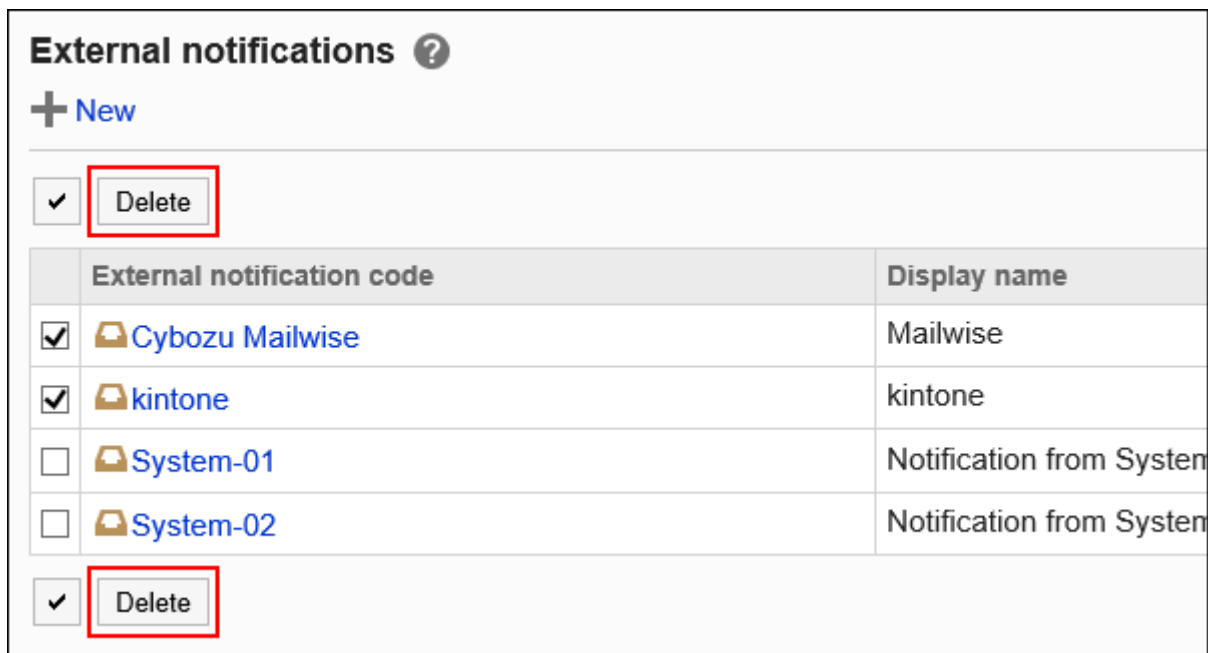 External notifications ?
New
Delete
External notification code Display name
Cybozu Mailwise Mailwise
kintone kintone
System-01 Notification from System
System-02 Notification from System
Delete